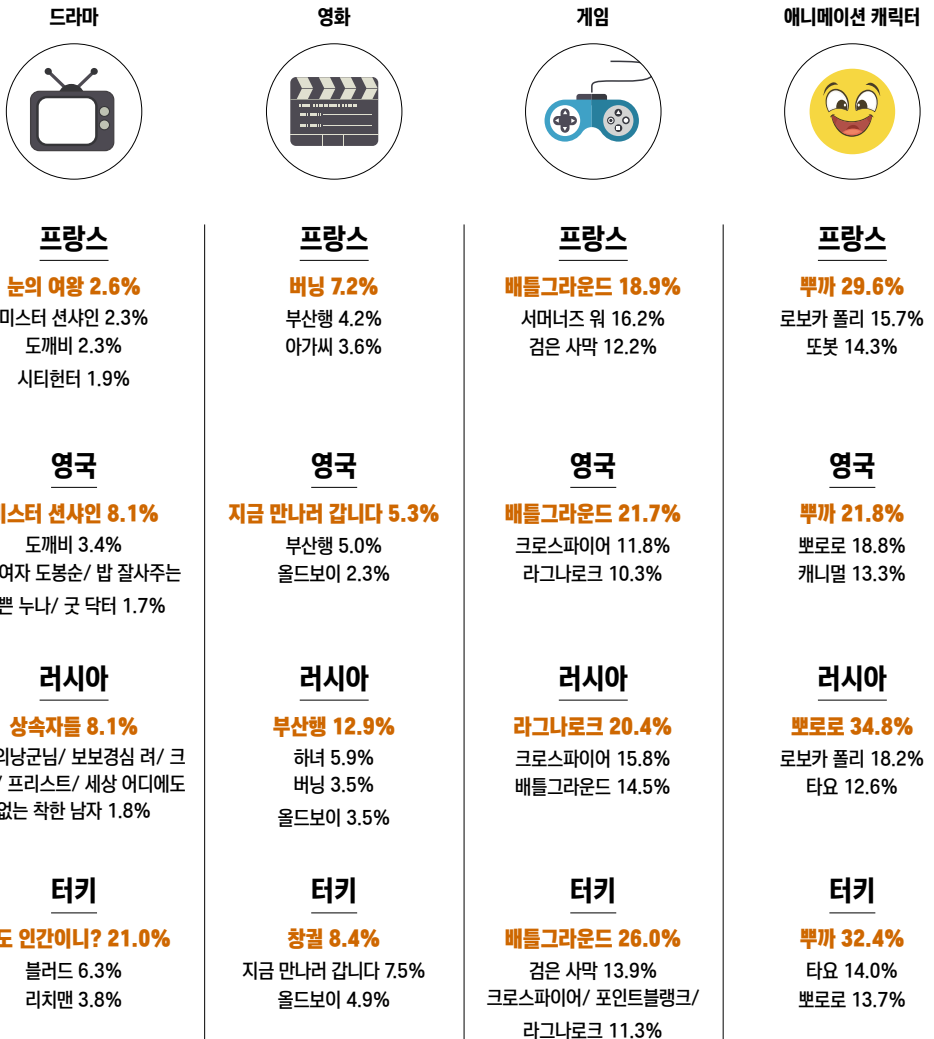 드라마
영화
게임
애니메이션 캐릭터
프랑스
눈의 여왕 2.6%
미스터 션샤인 2.3%
도깨비 2.3%
시티헌터 1.9%
프랑스
버닝 7.2%
부산행 4.2%
아가씨 3.6%
프랑스
배틀그라운드 18.9%
서머너즈 워 16.2%
검은 사막 12.2%
프랑스
뿌까 29.6%
로보카 폴리 15.7%
또봇 14.3%
영국
션샤인 8.1%
도깨비 3.4%
여자 도봉순/ 밥 잘사주는
누나/ 굿 닥터 1.7%
영국
지금 만나러 갑니다 5.3%
부산행 5.0%
올드보이 2.3%
영국
배틀그라운드 21.7%
크로스파이어 11.8%
라그나로크 10.3%
영국
뿌까 21.8%
뽀로로 18.8%
캐니멀 13.3%
러시아
상속자들 8.1%
보보경심 려/ 크
/ 프리스트/ 세상 어디에도
없는 착한 남자 1.8%
러시아
부산행 12.9%
하녀 5.9%
버닝 3.5%
올드보이 3.5%
러시아
라그나로크 20.4%
크로스파이어 15.8%
배틀그라운드 14.5%
러시아
뽀로로 34.8%
로보카 폴리 18.2%
타요 12.6%
터키
도 인간이니? 21.0%
블러드 6.3%
리치맨 3.8%
터키
창궐 8.4%
지금 만나러 갑니다 7.5%
올드보이 4.9%
터키
배틀그라운드 26.0%
검은 사막 13.9%
크로스파이어/ 포인트블랭크/
라그나로크 11.3%
터키
뿌까 32.4%
타요 14.0%
뽀로로 13.7%